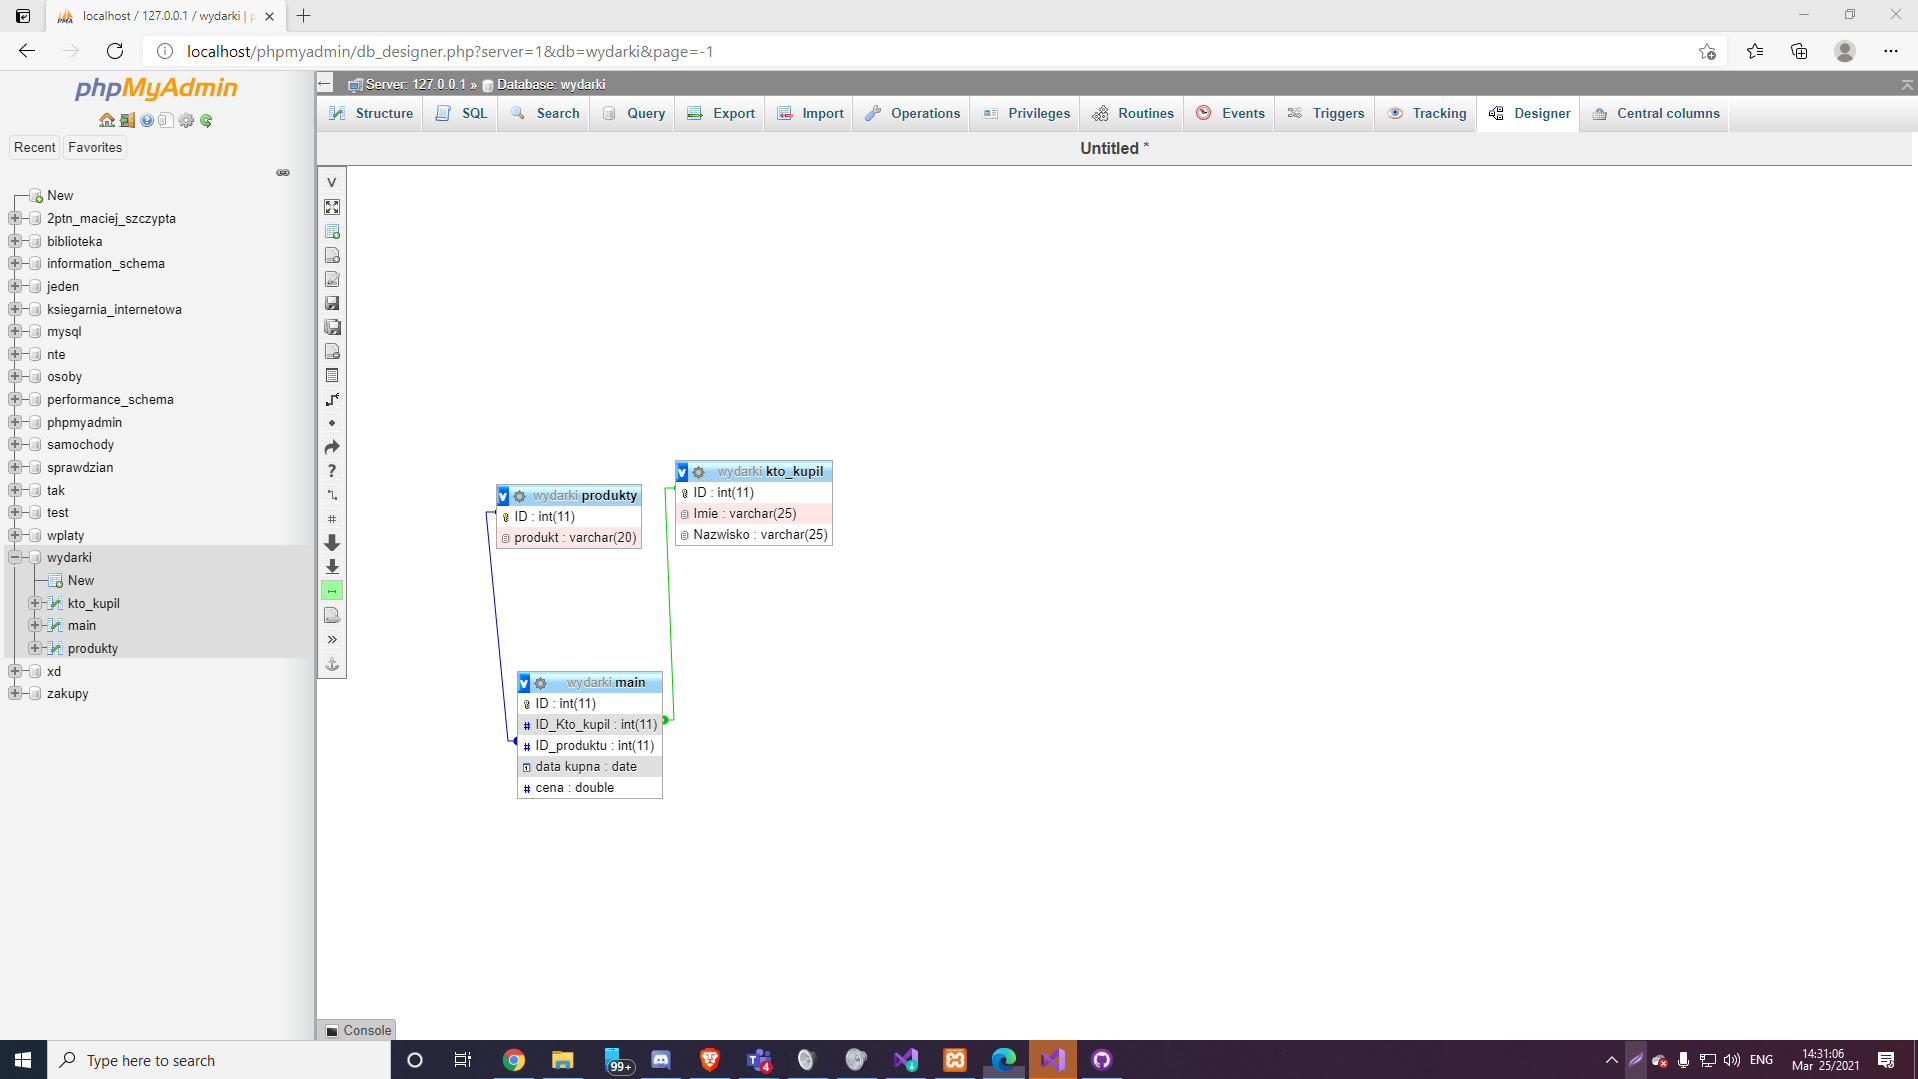 localhost / 127.0.0.1 / wydarki | p
localhost/phpmyadmin/db_designer.php?server=1&db=wydarki&page=-1
phpMyAdmin
Recent Favorites
New
2ptn_maciej_szczypta
biblioteka
information_schema
jeden
ksiegarnia_internetowa
mysql
nte
osoby
performance_schema
phpmyadmin
samochody
sprawdzian
tak
test
wplaty
wydarki
New
kto_kupil
main
produkty
xd
zakupy
Server: 127.0.0.1 » Database: wydarki
Structure SQL Search Query Export Import Operations Privileges Routines Events Triggers Tracking Designer Central columns
Untitled *
wydarki produkty
ID : int(11)
produkt : varchar(20)
wydarki kto_kupil
ID : int(11)
Imie : varchar(25)
Nazwisko : varchar(25)
wydarki main
ID : int(11)
ID_Kto_kupil : int(11)
ID_produktu : int(11)
data kupna : date
cena : double
Console
Type here to search
99+
4
ENG
14:31:06
Mar 25/2021